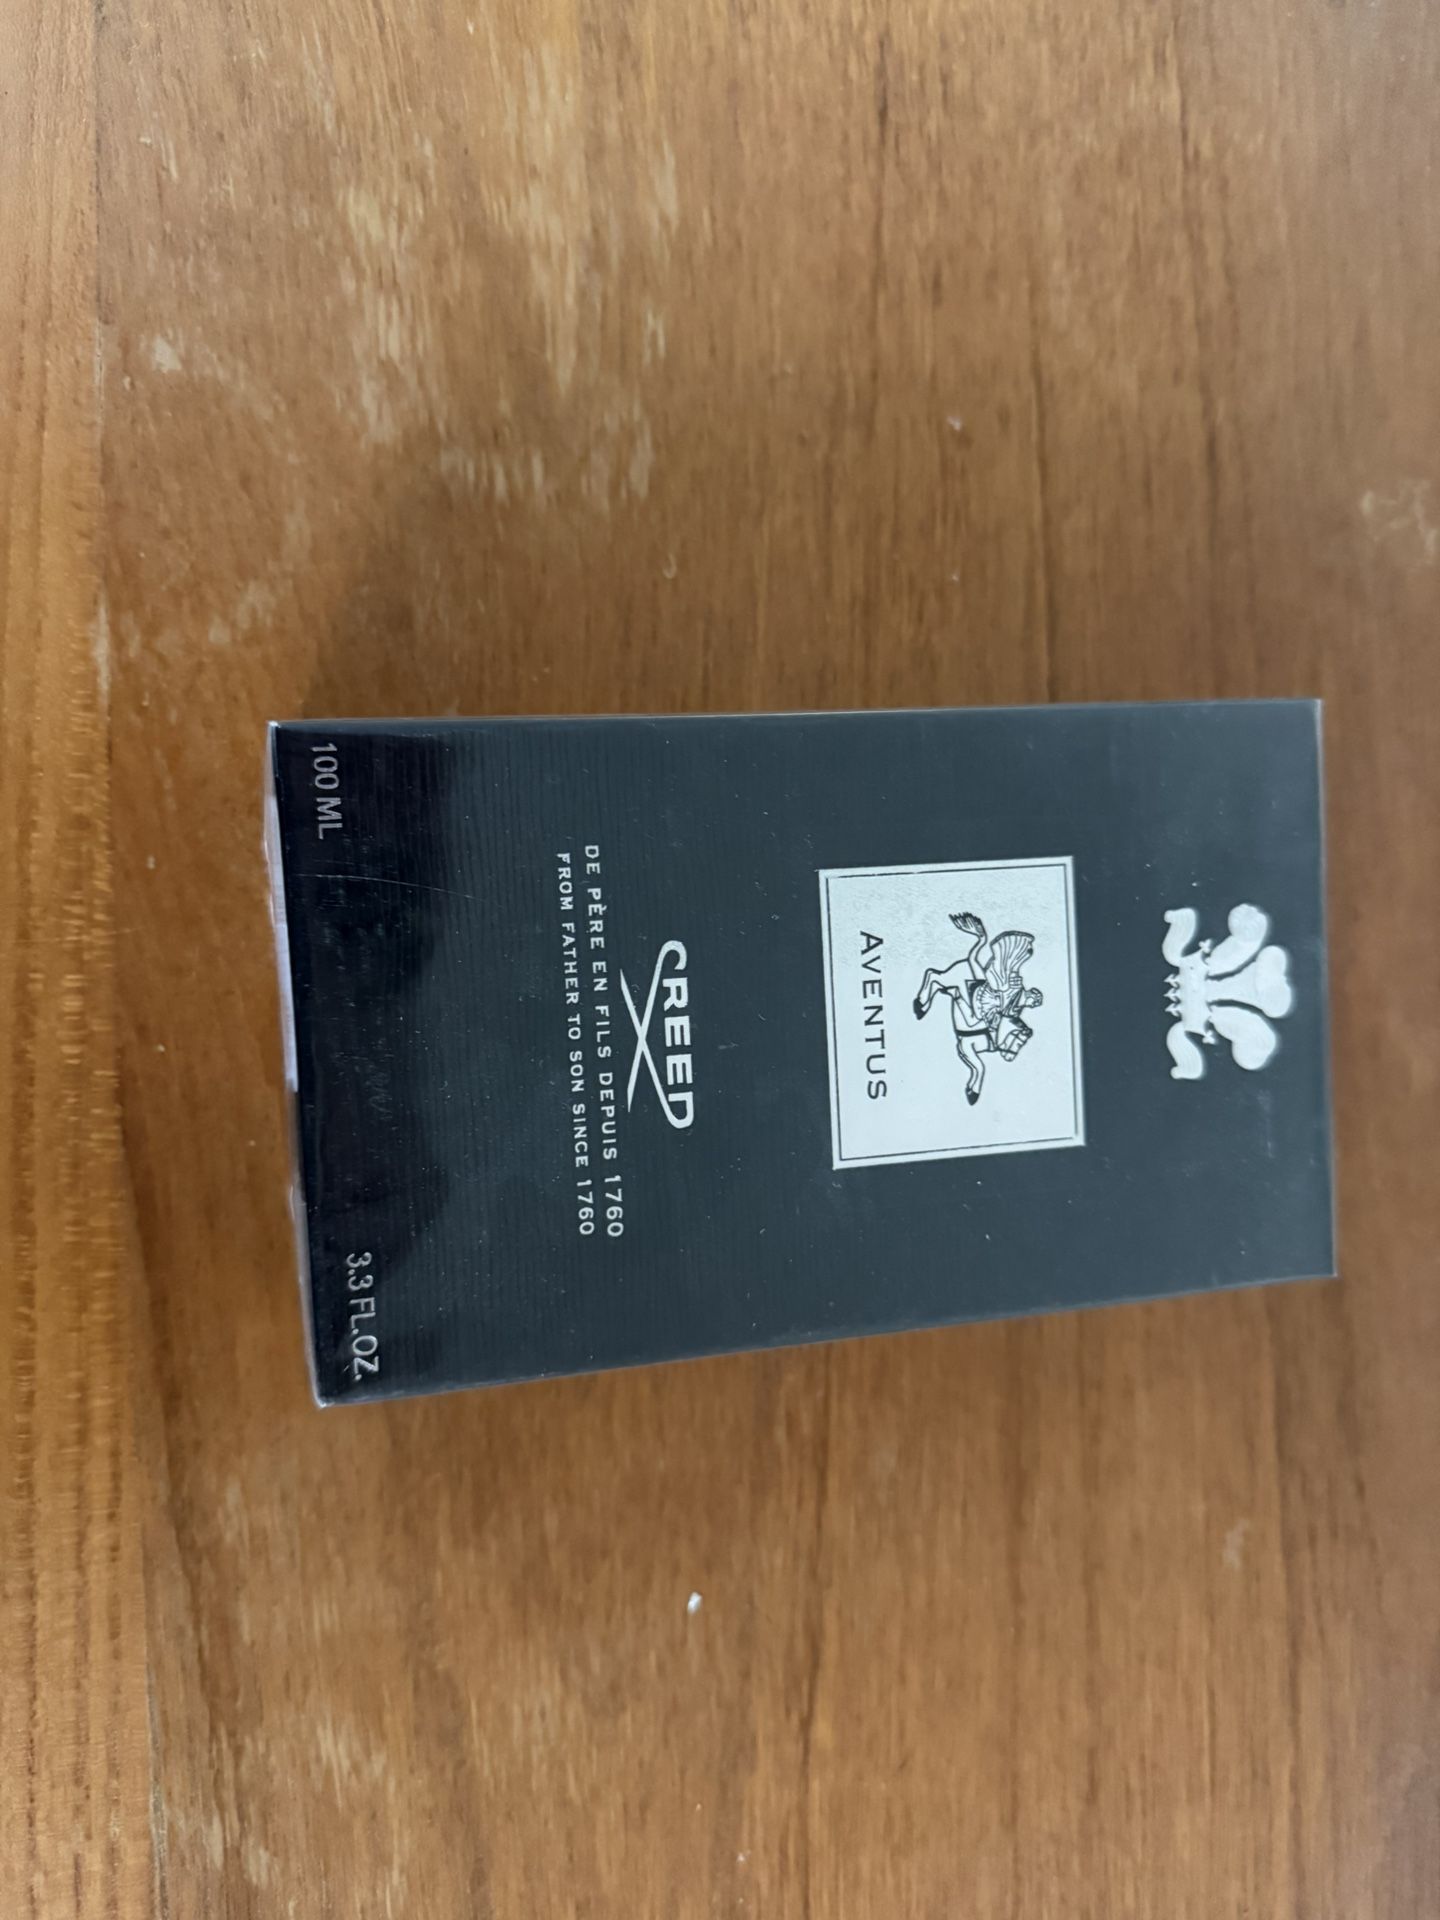 AVENTUS
CREED
DE PÈRE EN FILS DEPUIS 1760
FROM FATHER TO SON SINCE 1760
100 ML
3.3 FL.OZ.